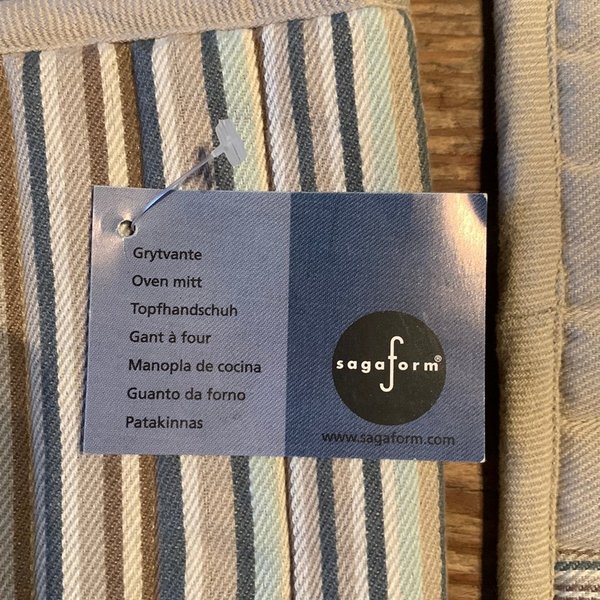 Grytvante
Oven mitt
Topfhandschuh
Gant à four
Manopla de cocina
Guanto da forno
Patakinnas
sagaform®
www.sagaform.com